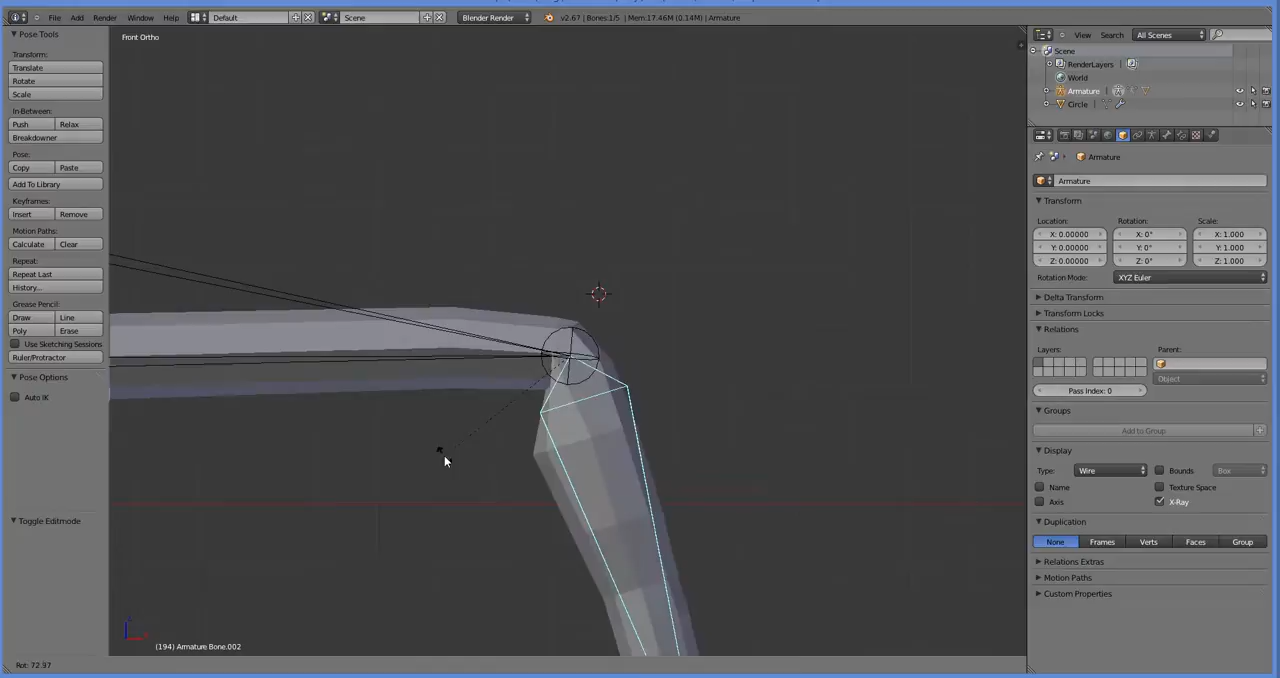 File Add Render Window Help Default Scene Blender Render v2.67 | Bones:1/5 | Mem:17.46M (0.14M) | Armature
Pose Tools
Transform:
Translate
Rotate
Scale
In-Between:
Push Relax
Breakdowner
Pose:
Copy Paste
Add To Library
Keyframes:
Insert Remove
Motion Paths:
Calculate Clear
Repeat:
Repeat Last
History...
Grease Pencil:
Draw Line
Poly Erase
Use Sketching Sessions
Ruler/Protractor
Pose Options
Auto IK
Toggle Editmode
Front Ortho
(194) Armature Bone.002
Rot: 72.97
View Search All Scenes
Scene
RenderLayers
World
Armature
Circle
Armature
Armature
Transform
Location: Rotation: Scale:
X: 0.00000 X: 0° X: 1.000
Y: 0.00000 Y: 0° Y: 1.000
Z: 0.00000 Z: 0° Z: 1.000
Rotation Mode: XYZ Euler
Delta Transform
Transform Locks
Relations
Layers: Parent:
Object
Pass Index: 0
Groups
Add to Group
Display
Type: Wire Bounds Box
Name Texture Space
Axis X-Ray
Duplication
None Frames Verts Faces Group
Relations Extras
Motion Paths
Custom Properties